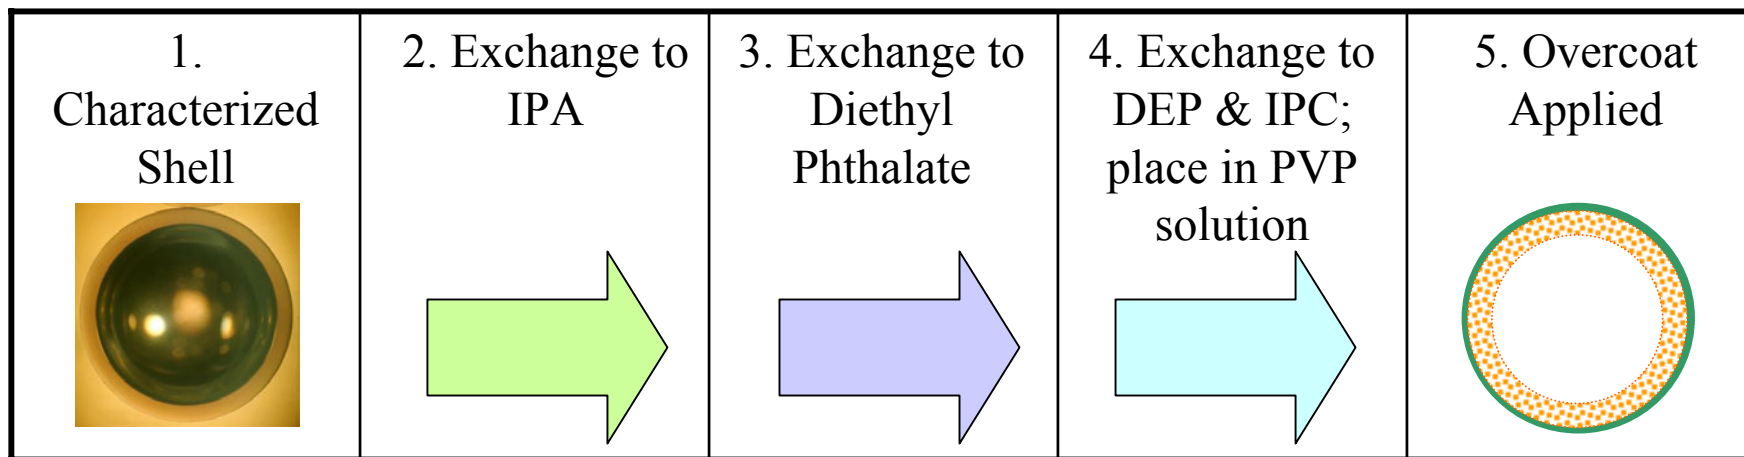 1.
Characterized
Shell
2. Exchange to
IPA
3. Exchange to
Diethyl
Phthalate
4. Exchange to
DEP & IPC;
place in PVP
solution
5. Overcoat
Applied